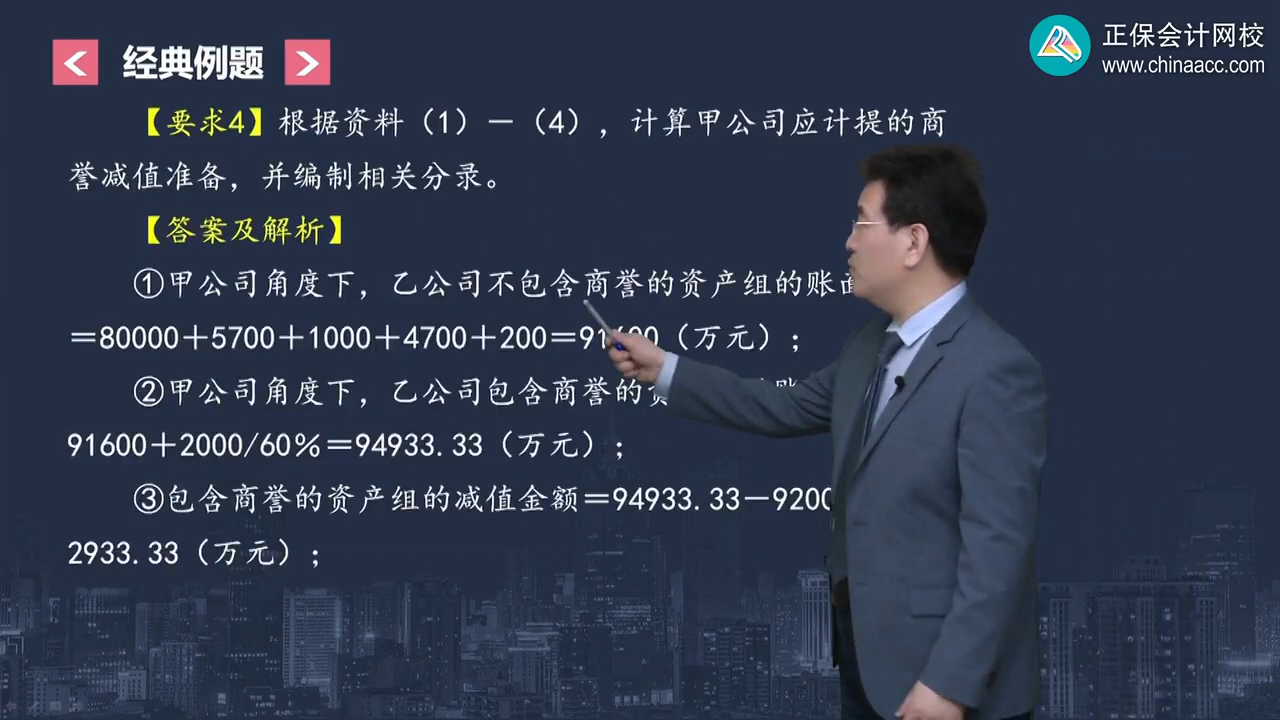 正保会计网校
www.chinaacc.com
经典例题
【要求4】根据资料（1）－（4），计算甲公司应计提的商
誉减值准备，并编制相关分录。
【答案及解析】
①甲公司角度下，乙公司不包含商誉的资产组的账面
＝80000＋5700＋1000＋4700＋200＝91600（万元）；
②甲公司角度下，乙公司包含商誉的资
91600＋2000/60％＝94933.33（万元）；
③包含商誉的资产组的减值金额＝94933.33－9200
2933.33（万元）；